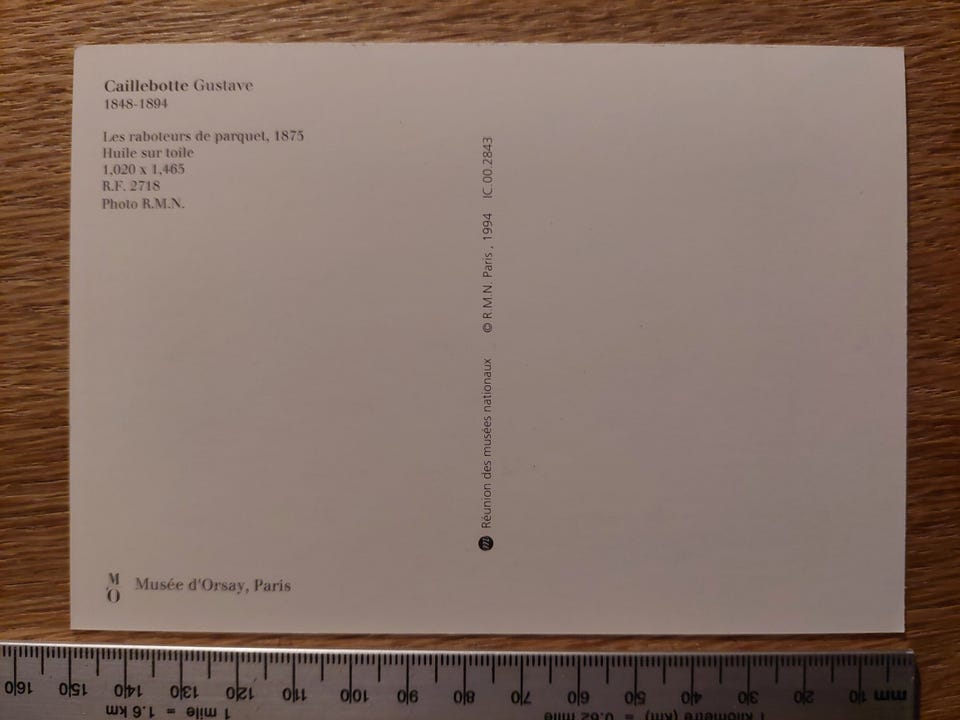 Caillebotte Gustave
1848-1894
Les raboteurs de parquet, 1875
Huile sur toile
1,020 x 1,465
R.F. 2718
Photo R.M.N.
m Réunion des musées nationaux © R.M.N. Paris , 1994 IC.00.2843
M
'O
Musée d'Orsay, Paris
mm 10 20 30 40 50 60 70 80 90 100 110 120 130 140 150 160
1 kilometre (km) = 0.62 mile 1 mile = 1.6 km